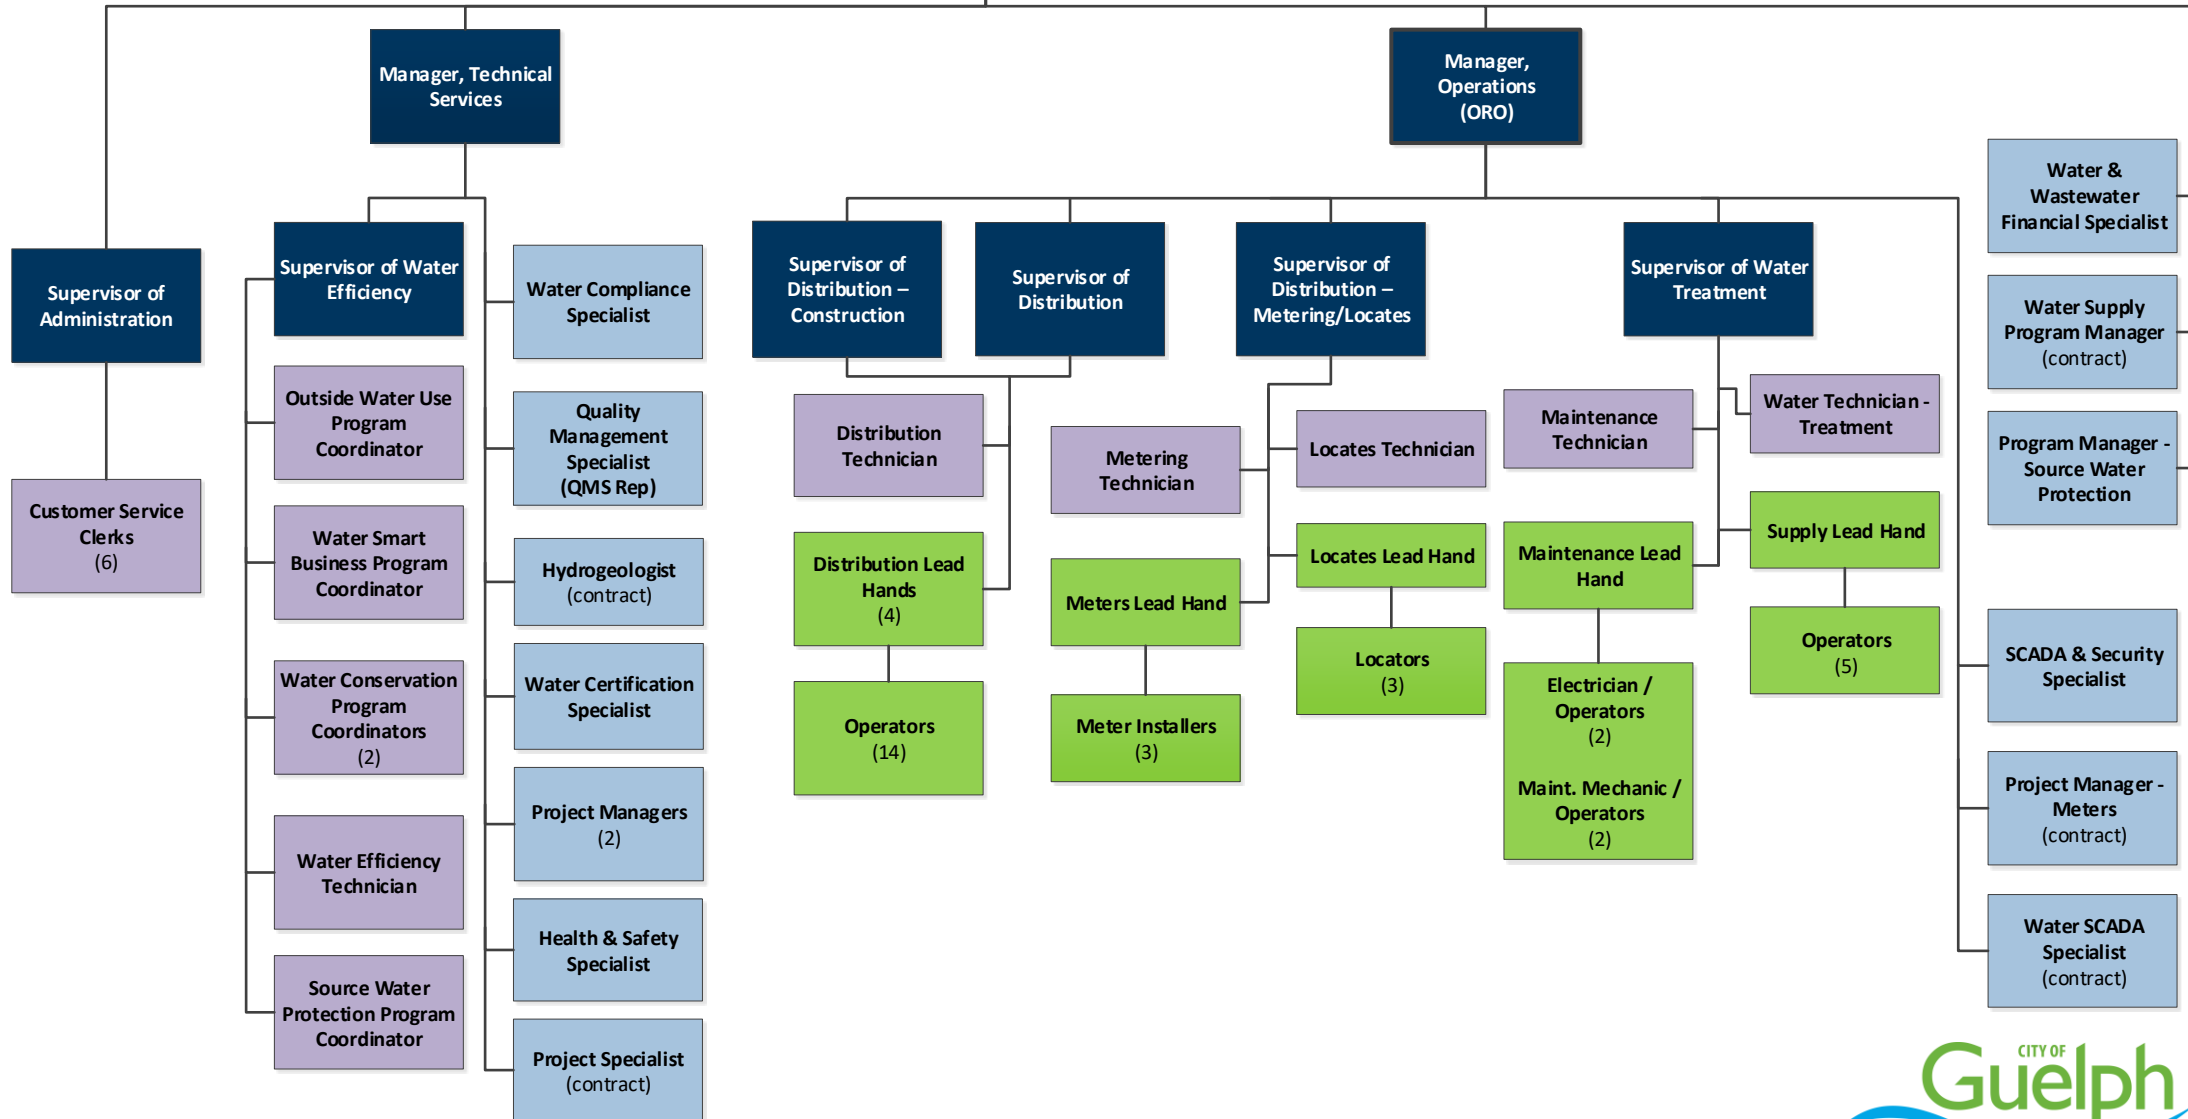 Manager, Technical
Services
Manager,
Operations
(ORO)
Supervisor of
Administration
Customer Service
Clerks
(6)
Supervisor of Water
Efficiency
Outside Water Use
Program
Coordinator
Water Smart
Business Program
Coordinator
Water Conservation
Program
Coordinators
(2)
Water Efficiency
Technician
Source Water
Protection Program
Coordinator
Water Compliance
Specialist
Quality
Management
Specialist
(QMS Rep)
Hydrogeologist
(contract)
Water Certification
Specialist
Project Managers
(2)
Health & Safety
Specialist
Project Specialist
(contract)
Supervisor of
Distribution –
Construction
Supervisor of
Distribution
Distribution
Technician
Distribution Lead
Hands
(4)
Operators
(14)
Supervisor of
Distribution –
Metering/Locates
Metering
Technician
Locates Technician
Meters Lead Hand
Meter Installers
(3)
Locates Lead Hand
Locators
(3)
Supervisor of Water
Treatment
Maintenance
Technician
Water Technician -
Treatment
Maintenance Lead
Hand
Electrician /
Operators
(2)
Maint. Mechanic /
Operators
(2)
Supply Lead Hand
Operators
(5)
Water &
Wastewater
Financial Specialist
Water Supply
Program Manager
(contract)
Program Manager -
Source Water
Protection
SCADA & Security
Specialist
Project Manager -
Meters
(contract)
Water SCADA
Specialist
(contract)
CITY OF
Guelph